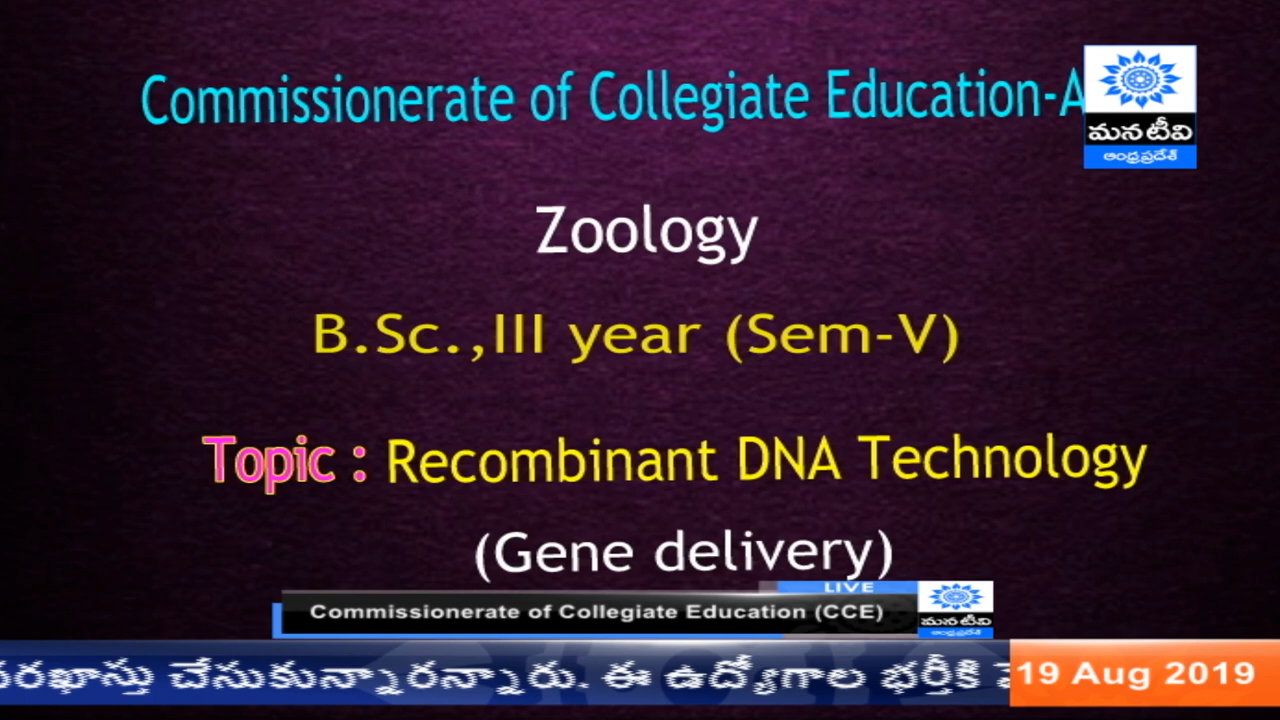 Commissionerate of Collegiate Education-A
మన టీవి
ఆంధ్రప్రదేశ్
Zoology
B.Sc.,III year (Sem-V)
Topic : Recombinant DNA Technology
(Gene delivery)
LIVE
Commissionerate of Collegiate Education (CCE)
మన టీవి
ఆంధ్రప్రదేశ్
చేసుకున్నారన్నారు. ఈ ఉద్యోగాల భర్తీకి
19 Aug 2019